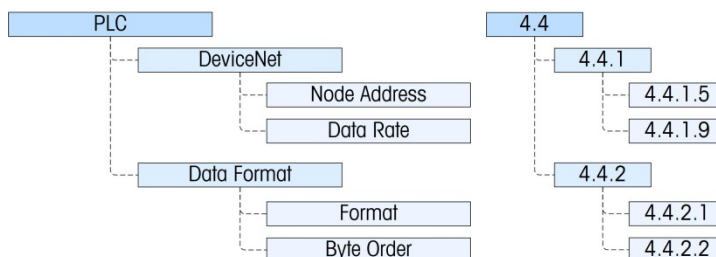 PLC 4.4
DeviceNet 4.4.1
Node Address 4.4.1.5
Data Rate 4.4.1.9
Data Format 4.4.2
Format 4.4.2.1
Byte Order 4.4.2.2